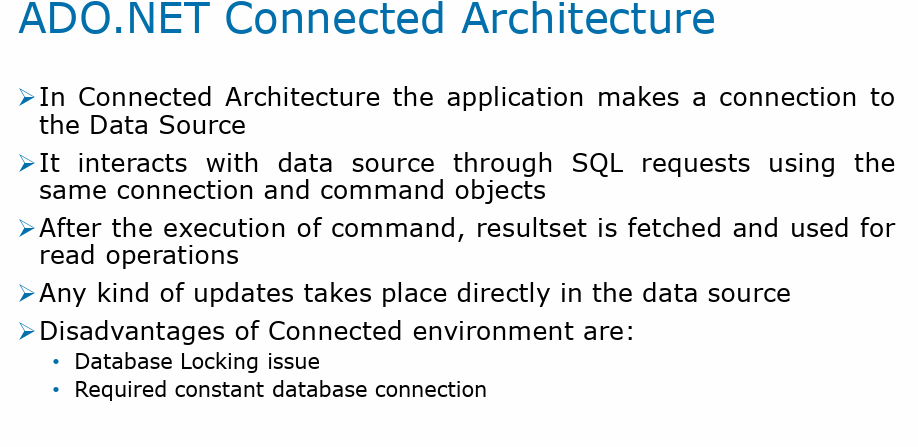 ADO.NET Connected Architecture
➢In Connected Architecture the application makes a connection to
the Data Source
➢It interacts with data source through SQL requests using the
same connection and command objects
➢After the execution of command, resultset is fetched and used for
read operations
➢Any kind of updates takes place directly in the data source
➢Disadvantages of Connected environment are:
• Database Locking issue
• Required constant database connection